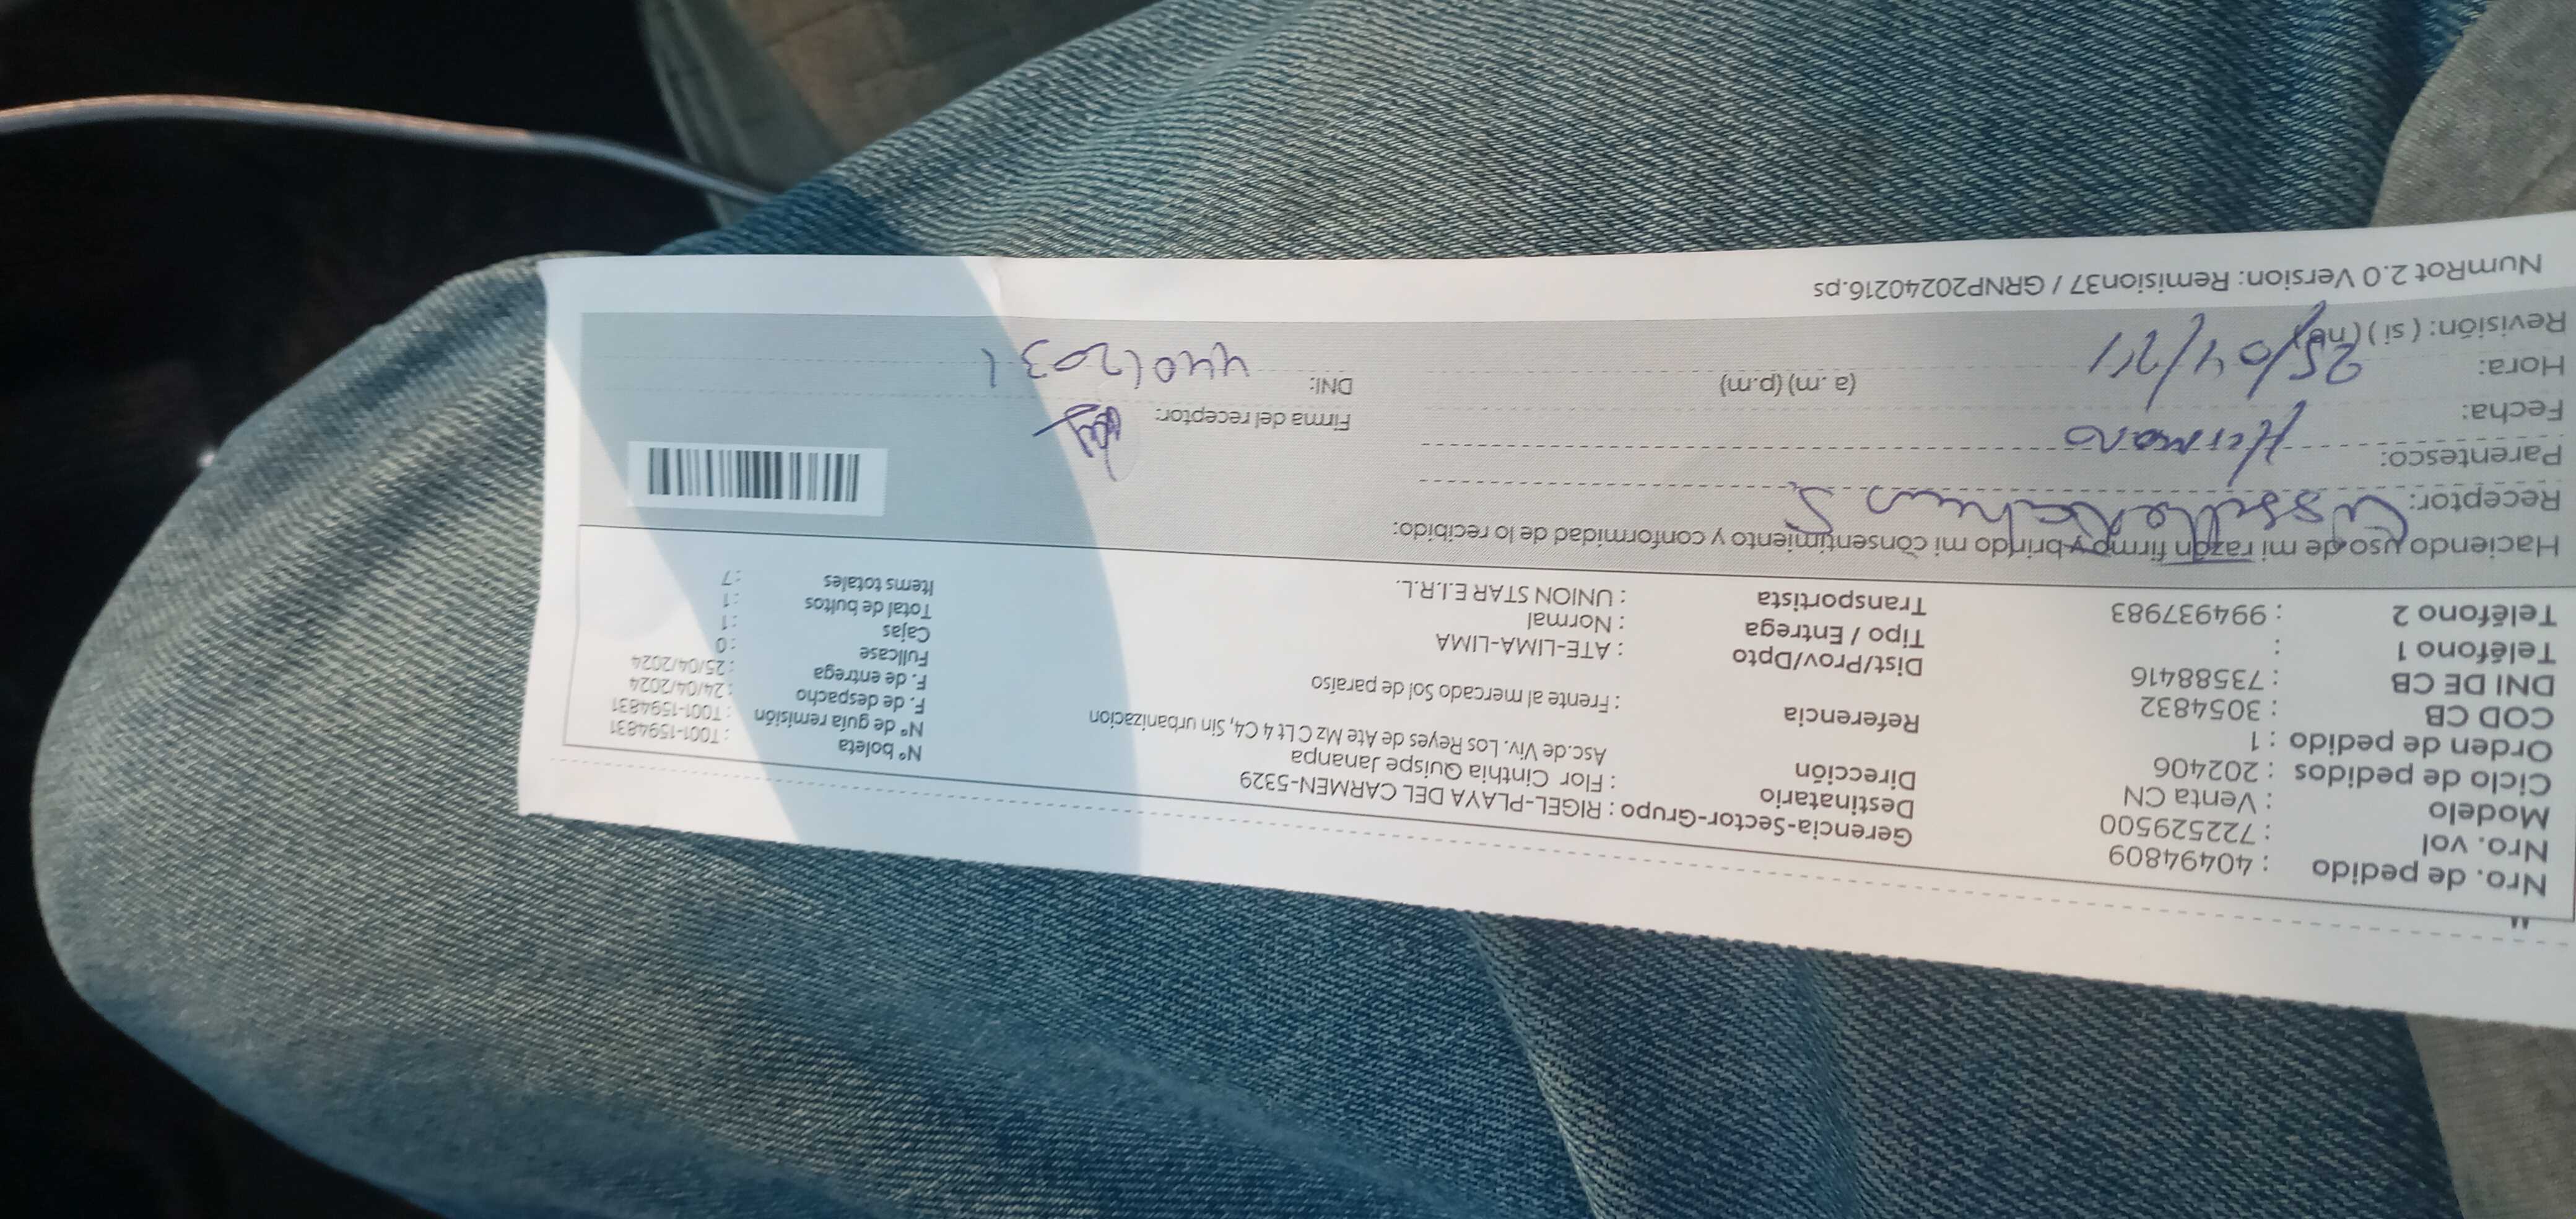 Nro. de pedido : 40494809
Nro. vol : 722529500
Modelo : Venta CN
Ciclo de pedidos : 202406
Orden de pedido : 1
COD CB : 3054832
DNI DE CB : 73588416
Teléfono 1 :
Teléfono 2 : 994937983
Gerencia-Sector-Grupo : RIGEL-PLAYA DEL CARMEN-5329
Destinatario : Flor Cinthia Quispe Jananpa
Dirección Asc.de Viv. Los Reyes de Ate Mz C Lt 4 C4, Sin urbanizacion
Referencia : Frente al mercado Sol de paraiso
Dist/Prov/Dpto : ATE-LIMA-LIMA
Tipo / Entrega : Normal
Transportista : UNION STAR E.I.R.L.
N° boleta : T001-1594831
N° de guía remisión : T001-1594831
F. de despacho : 24/04/2024
F. de entrega : 25/04/2024
Fullcase : 0
Cajas : 1
Total de bultos : 1
Items totales : 7
Haciendo uso de mi razón firmo y brindo mi consentimiento y conformidad de lo recibido:
Receptor:
Parentesco: Hermano
Fecha: 25/04/
Hora: (a.m) (p.m)
Revisión: ( si ) (no)
Firma del receptor:
DNI:
NumRot 2.0 Version: Remision37 / GRNP20240216.ps